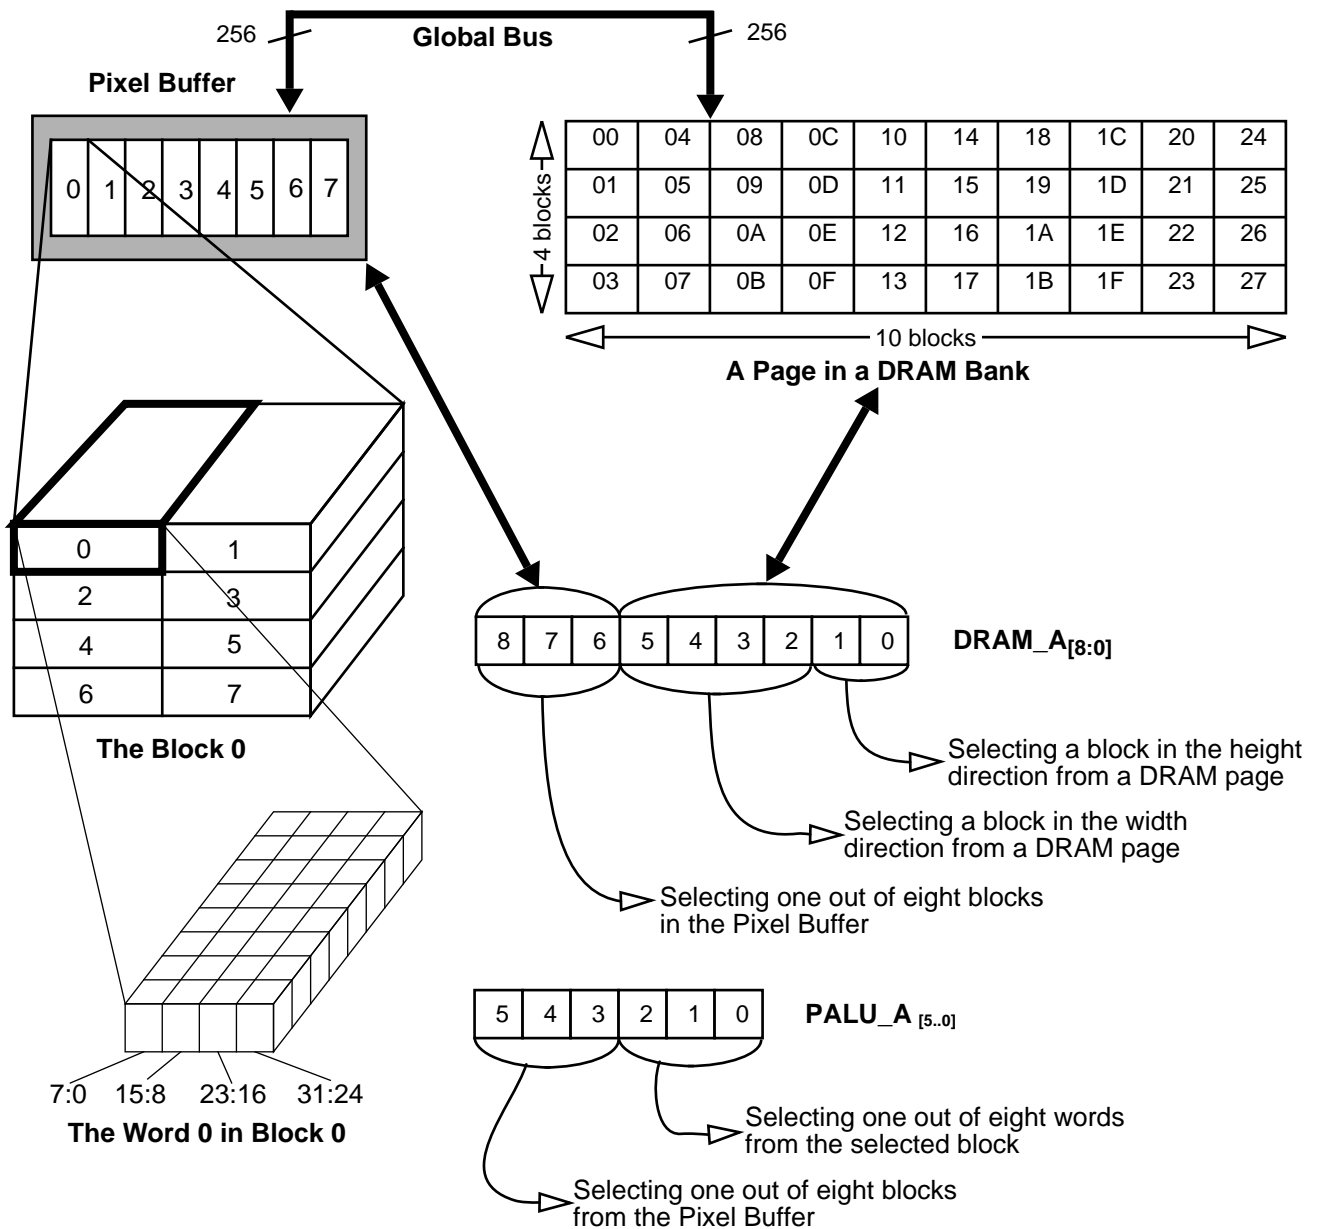 256
Global Bus
256
Pixel Buffer
0 1 2 3 4 5 6 7
00 04 08 0C 10 14 18 1C 20 24
01 05 09 0D 11 15 19 1D 21 25
02 06 0A 0E 12 16 1A 1E 22 26
03 07 0B 0F 13 17 1B 1F 23 27
4 blocks
10 blocks
A Page in a DRAM Bank
0 1
2 3
4 5
6 7
The Block 0
8 7 6 5 4 3 2 1 0
DRAM_A[8:0]
Selecting a block in the height
direction from a DRAM page
Selecting a block in the width
direction from a DRAM page
Selecting one out of eight blocks
in the Pixel Buffer
7:0 15:8 23:16 31:24
The Word 0 in Block 0
5 4 3 2 1 0
PALU_A [5..0]
Selecting one out of eight words
from the selected block
Selecting one out of eight blocks
from the Pixel Buffer